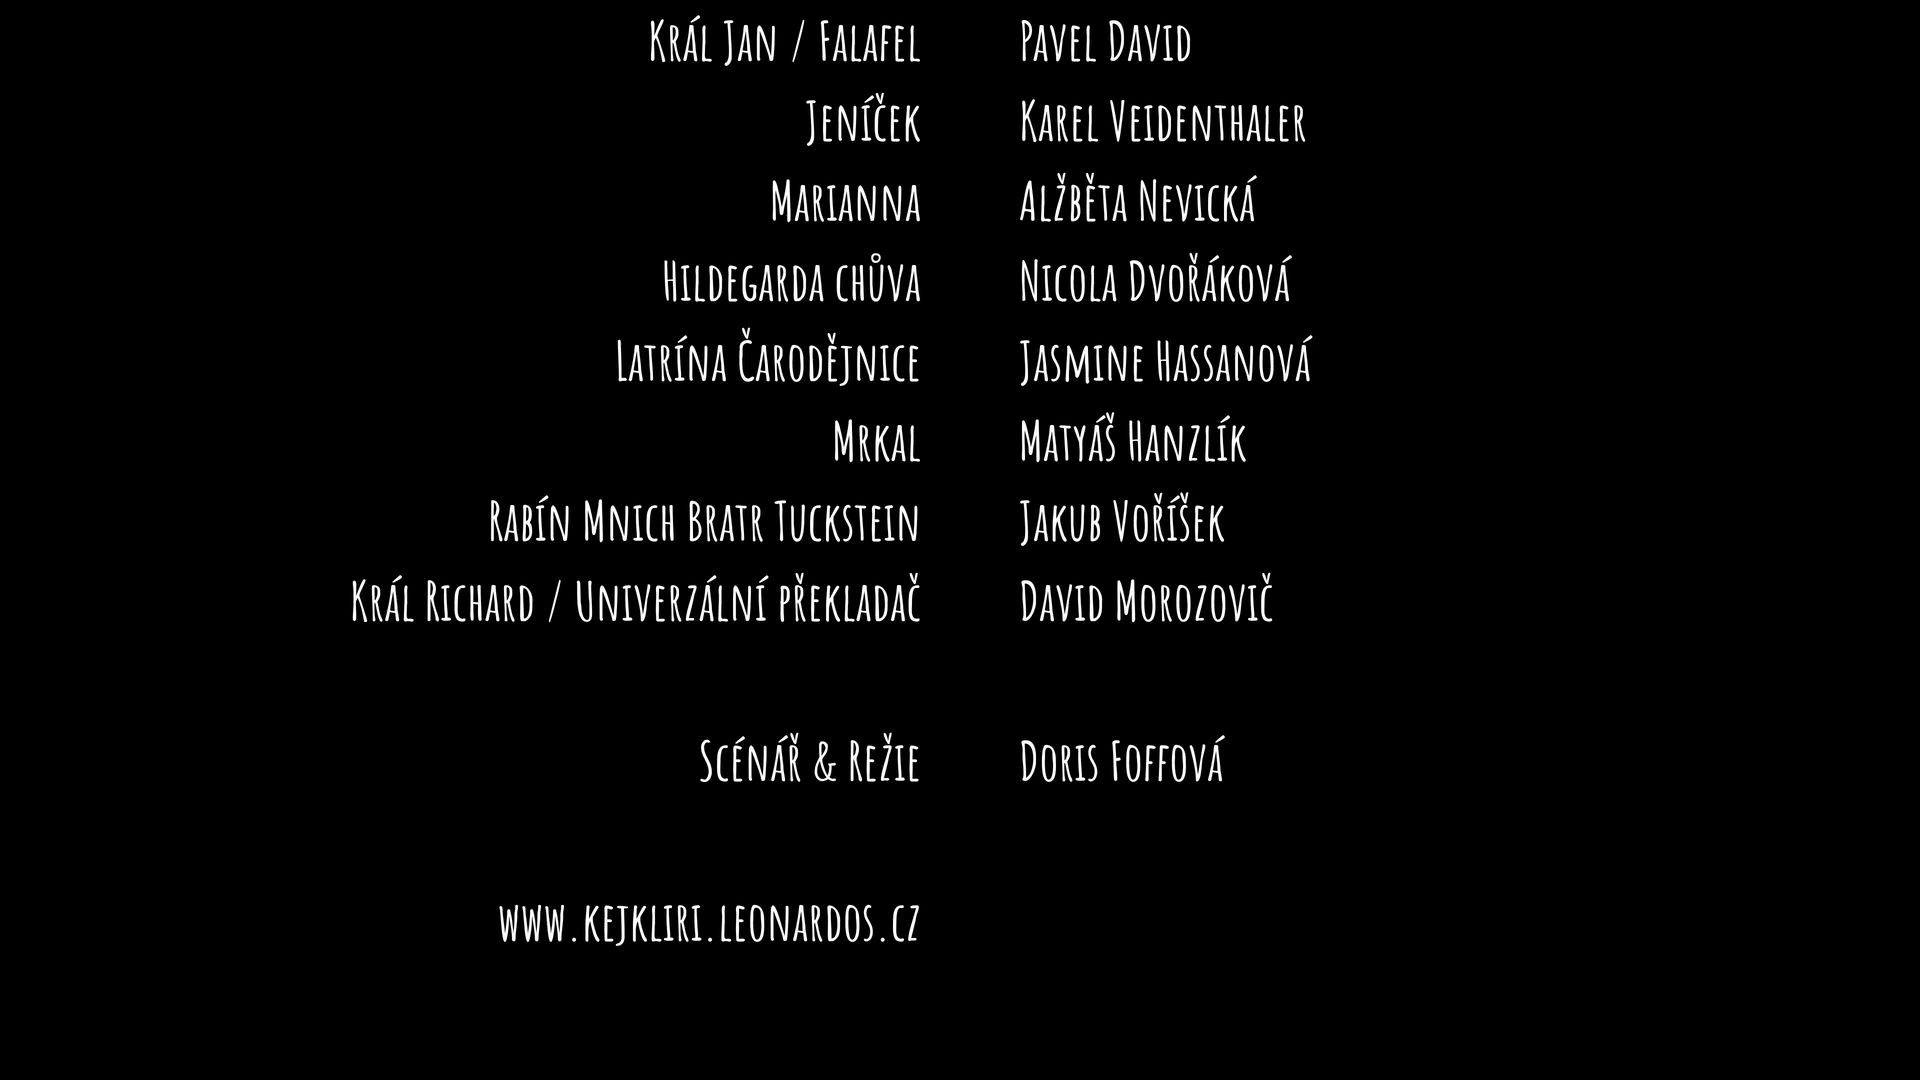 Král Jan / Falafel Pavel David
Jeníček Karel Veidenthaler
Marianna Alžběta Nevická
Hildegarda chůva Nicola Dvořáková
Latrína Čarodějnice Jasmine Hassanová
Mrkal Matyáš Hanzlík
Rabín Mnich Bratr Tuckstein Jakub Voříšek
Král Richard / Univerzální překladač David Morozovič
Scénář & Režie Doris Foffová
www.kejkliri.leonardos.cz